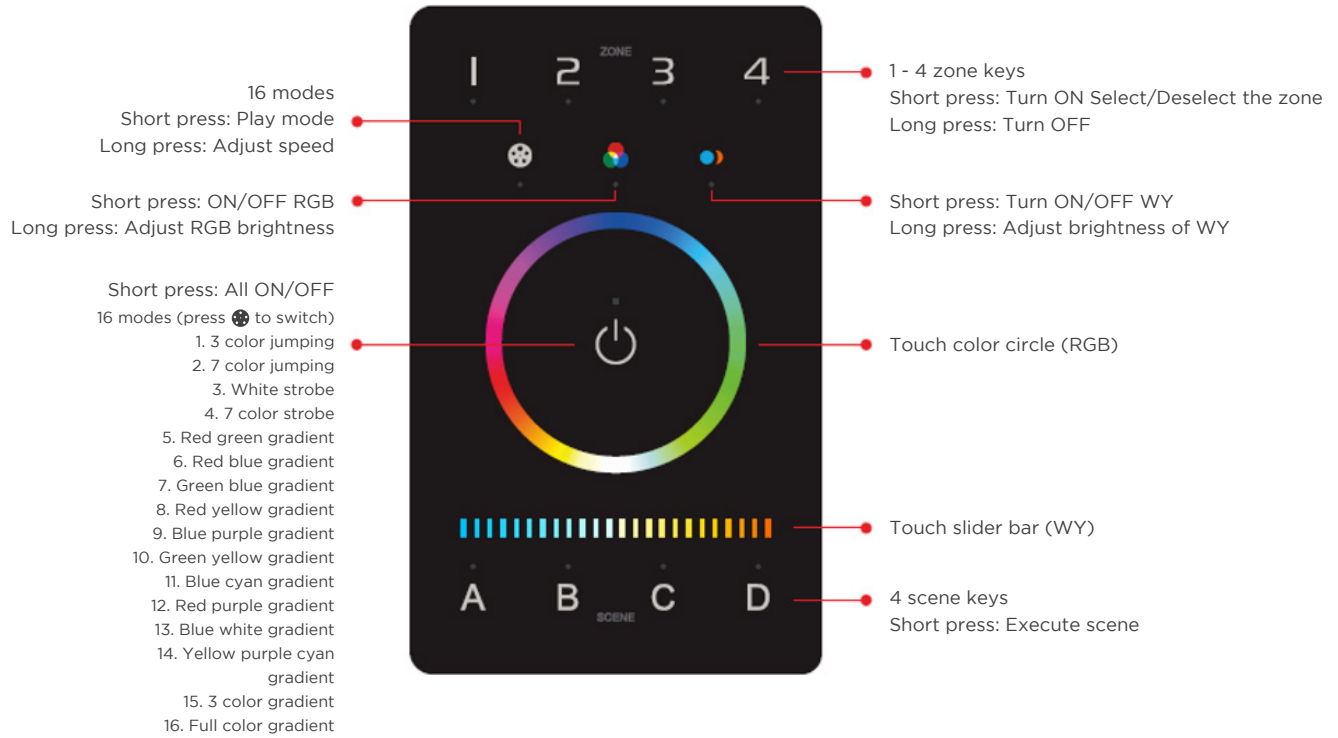 1 2 ZONE 3 4
16 modes
Short press: Play mode
Long press: Adjust speed
Short press: ON/OFF RGB
Long press: Adjust RGB brightness
Short press: All ON/OFF
16 modes (press to switch)
1. 3 color jumping
2. 7 color jumping
3. White strobe
4. 7 color strobe
5. Red green gradient
6. Red blue gradient
7. Green blue gradient
8. Red yellow gradient
9. Blue purple gradient
10. Green yellow gradient
11. Blue cyan gradient
12. Red purple gradient
13. Blue white gradient
14. Yellow purple cyan
gradient
15. 3 color gradient
16. Full color gradient
1 - 4 zone keys
Short press: Turn ON Select/Deselect the zone
Long press: Turn OFF
Short press: Turn ON/OFF WY
Long press: Adjust brightness of WY
Touch color circle (RGB)
Touch slider bar (WY)
A B SCENE C D
4 scene keys
Short press: Execute scene